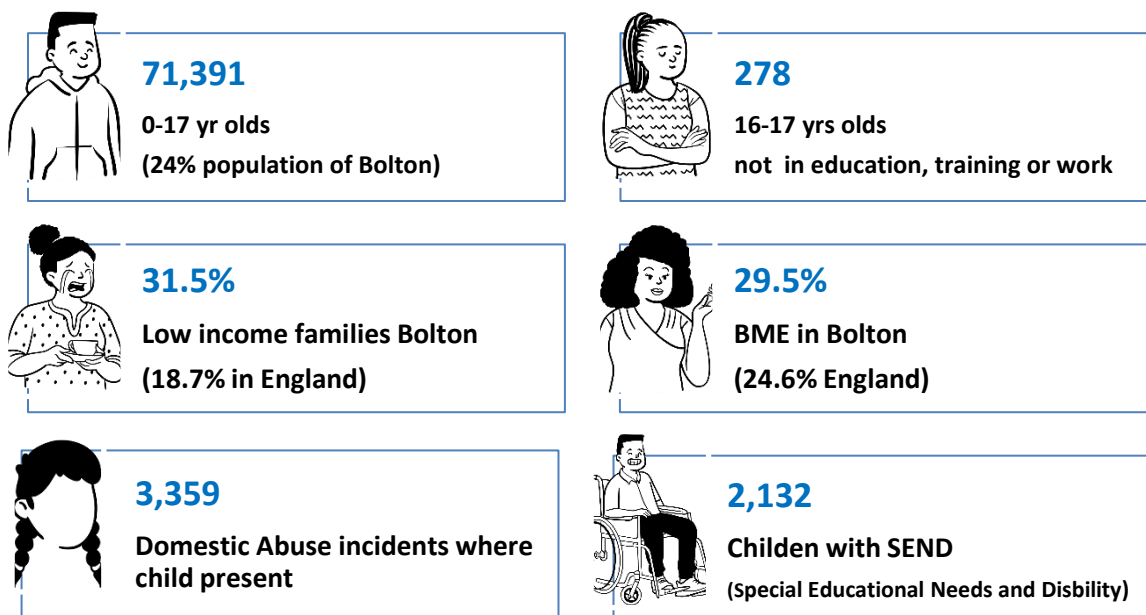 71,391
0-17 yr olds
(24% population of Bolton)
278
16-17 yrs olds
not in education, training or work
31.5%
Low income families Bolton
(18.7% in England)
29.5%
BME in Bolton
(24.6% England)
3,359
Domestic Abuse incidents where
child present
2,132
Childen with SEND
(Special Educational Needs and Disbility)